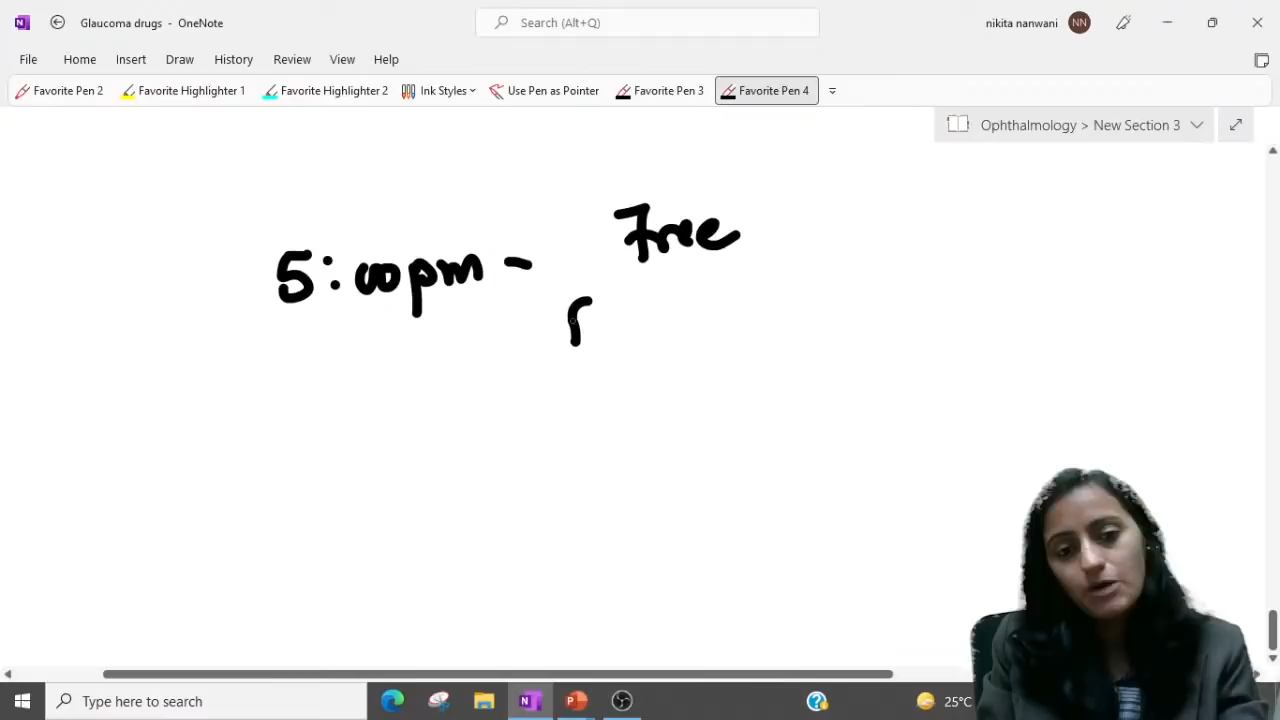 Glaucoma drugs - OneNote
Search (Alt+Q)
nikita nanwani NN
File Home Insert Draw History Review View Help
Favorite Pen 2 Favorite Highlighter 1 Favorite Highlighter 2 Ink Styles Use Pen as Pointer Favorite Pen 3 Favorite Pen 4
Ophthalmology > New Section 3
Free
5:00pm -
Type here to search
25°C